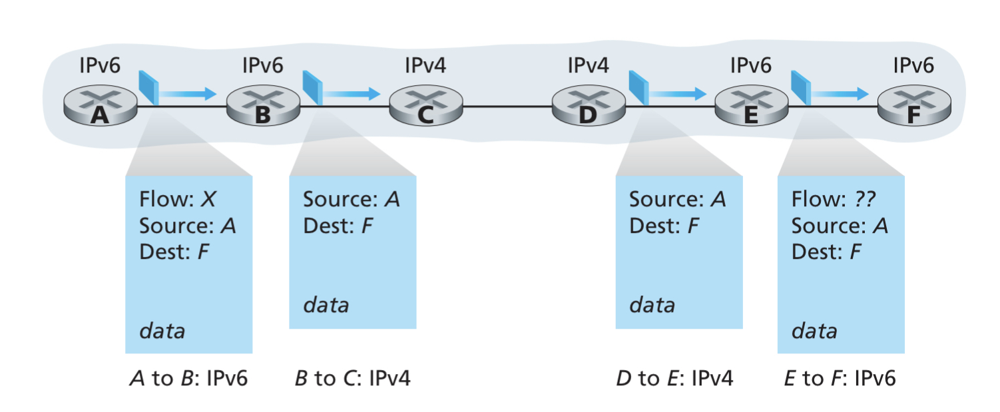 IPv6
IPv6
IPv4
IPv4
IPv6
IPv6
A
B
C
D
E
F
Flow: X
Source: A
Dest: F
data
Source: A
Dest: F
data
Source: A
Dest: F
data
Flow: ??
Source: A
Dest: F
data
A to B: IPv6
B to C: IPv4
D to E: IPv4
E to F: IPv6